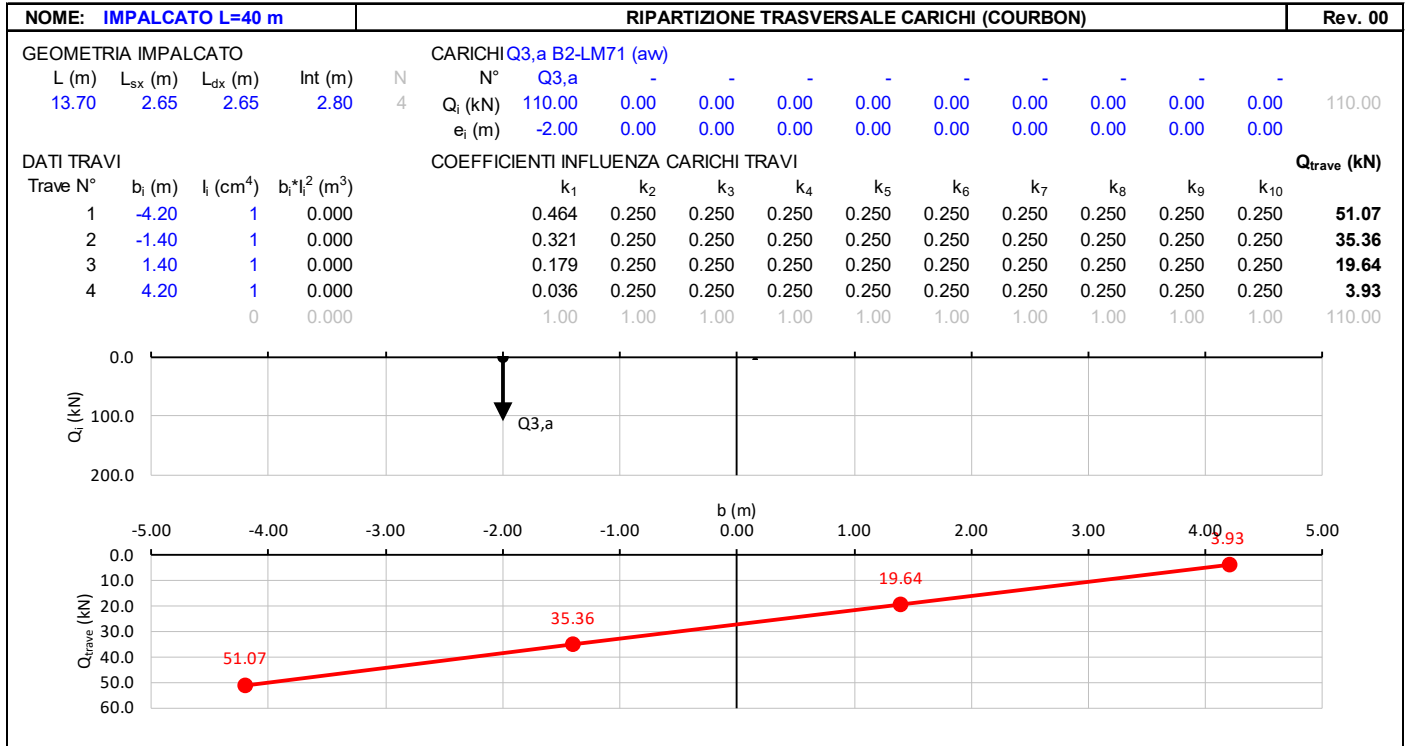 NOME: IMPALCATO L=40 m RIPARTIZIONE TRASVERSALE CARICHI (COURBON) Rev. 00
GEOMETRIA IMPALCATO CARICHI Q3,a B2-LM71 (aw)
L (m) Lsx (m) Ldx (m) Int (m) N N° Q3,a - - - - - - - - -
13.70 2.65 2.65 2.80 4 Qi (kN) 110.00 0.00 0.00 0.00 0.00 0.00 0.00 0.00 0.00 0.00 110.00
ei (m) -2.00 0.00 0.00 0.00 0.00 0.00 0.00 0.00 0.00 0.00
DATI TRAVI COEFFICIENTI INFLUENZA CARICHI TRAVI Qtrave (kN)
Trave N° bi (m) Ii (cm⁴) bi*Ii² (m³) k1 k2 k3 k4 k5 k6 k7 k8 k9 k10
1 -4.20 1 0.000 0.464 0.250 0.250 0.250 0.250 0.250 0.250 0.250 0.250 0.250 51.07
2 -1.40 1 0.000 0.321 0.250 0.250 0.250 0.250 0.250 0.250 0.250 0.250 0.250 35.36
3 1.40 1 0.000 0.179 0.250 0.250 0.250 0.250 0.250 0.250 0.250 0.250 0.250 19.64
4 4.20 1 0.000 0.036 0.250 0.250 0.250 0.250 0.250 0.250 0.250 0.250 0.250 3.93
0 0.000 1.00 1.00 1.00 1.00 1.00 1.00 1.00 1.00 1.00 1.00 110.00
0.0
100.0
200.0
Qi (kN)
Q3,a
-
b (m)
-5.00 -4.00 -3.00 -2.00 -1.00 0.00 1.00 2.00 3.00 4.00 5.00
0.0
10.0
20.0
30.0
40.0
50.0
60.0
Qtrave (kN)
51.07
35.36
19.64
3.93